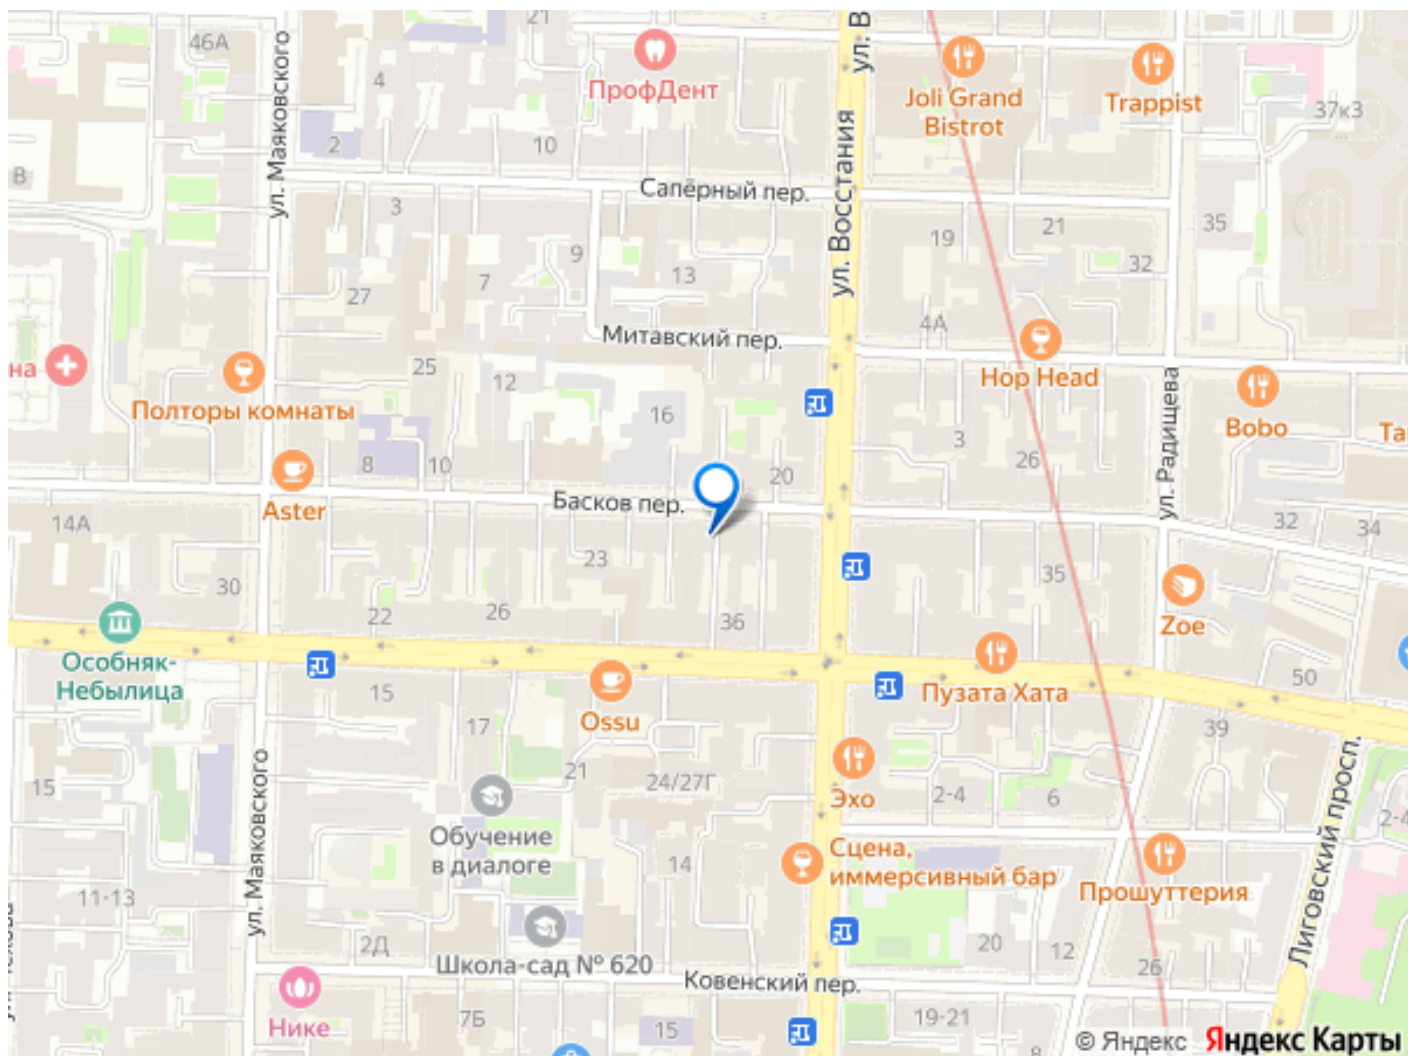 46А
21
ул. Маяковского
4
ПрофДент
ул. В
Joli Grand
Bistrot
Trappist
37к3
2
10
В
Сапёрный пер.
ул. Восстания
3
9
7
13
27
19
21
32
35
4А
Митавский пер.
на
Полторы комнаты
25
12
16
Hop Head
ул. Радищева
Bobo
Та
8
10
20
3
26
Aster
Басков пер.
14А
32
34
23
30
22
26
36
35
Zoe
Особняк-
Небылица
15
Ossu
Пузата Хата
50
17
39
15
21
24/27Г
Эхо
2-4
6
2-4
ул. Маяковского
Обучение
в диалоге
14
Сцена,
иммерсивный бар
Прошуттерия
Лиговский просп.
11-13
2Д
20
12
26
Школа-сад № 620
Ковенский пер.
Нике
7Б
15
19-21
8
© Яндекс Яндекс Карты